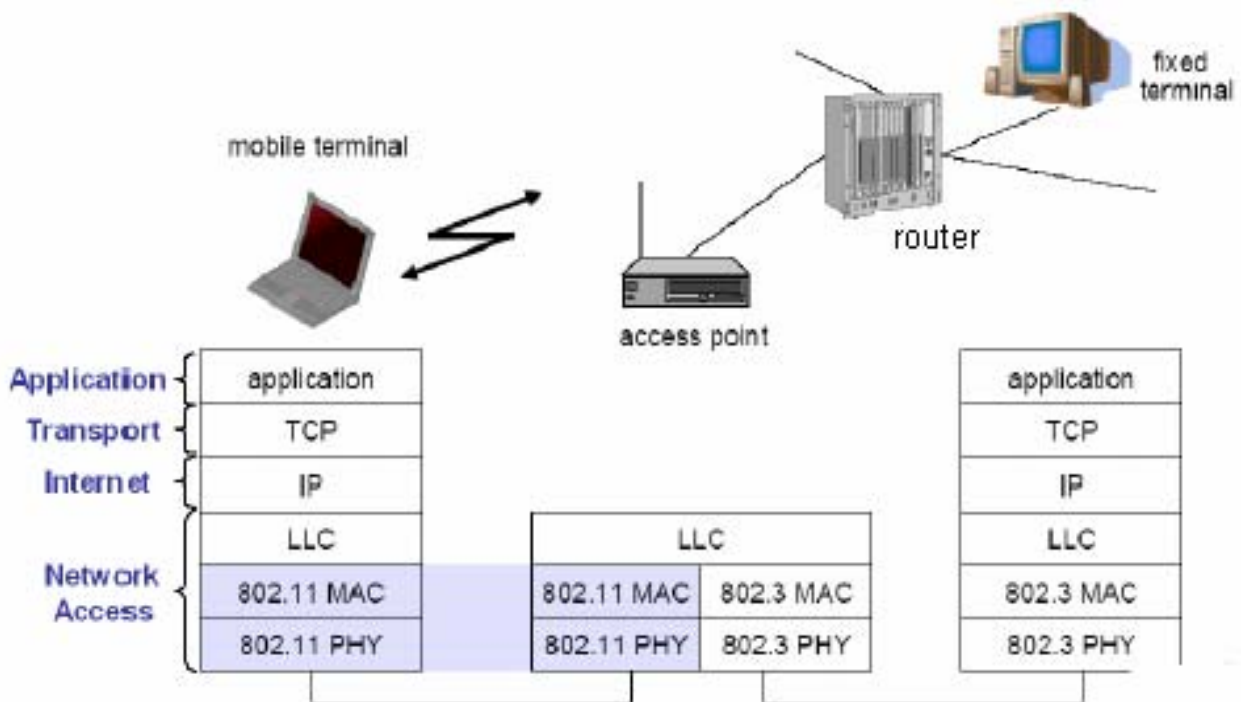 fixed
terminal
mobile terminal
router
access point
Application
application
application
Transport
TCP
TCP
Internet
IP
IP
LLC
LLC
LLC
Network
Access
802.11 MAC
802.11 MAC
802.3 MAC
802.3 MAC
802.11 PHY
802.11 PHY
802.3 PHY
802.3 PHY